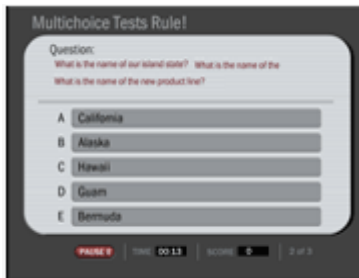 Multichoice Tests Rule!
Question:
What is the name of our island state? What is the name of the
What is the name of the new product line?
A California
B Alaska
C Hawaii
D Guam
E Bermuda
PAUSE II TIME 00:13 SCORE 0 2 of 3